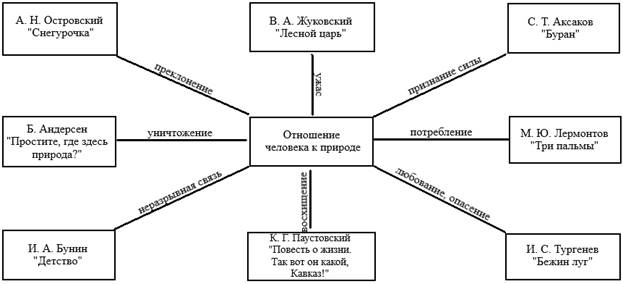 А. Н. Островский
"Снегурочка"
В. А. Жуковский
"Лесной царь"
С. Т. Аксаков
"Буран"
преклонение
ужас
признание силы
Б. Андерсен
"Простите, где здесь
природа?"
уничтожение
Отношение
человека к природе
потребление
М. Ю. Лермонтов
"Три пальмы"
неразрывная связь
восхищение
любование, опасение
И. А. Бунин
"Детство"
К. Г. Паустовский
"Повесть о жизни.
Так вот он какой,
Кавказ!"
И. С. Тургенев
"Бежин луг"